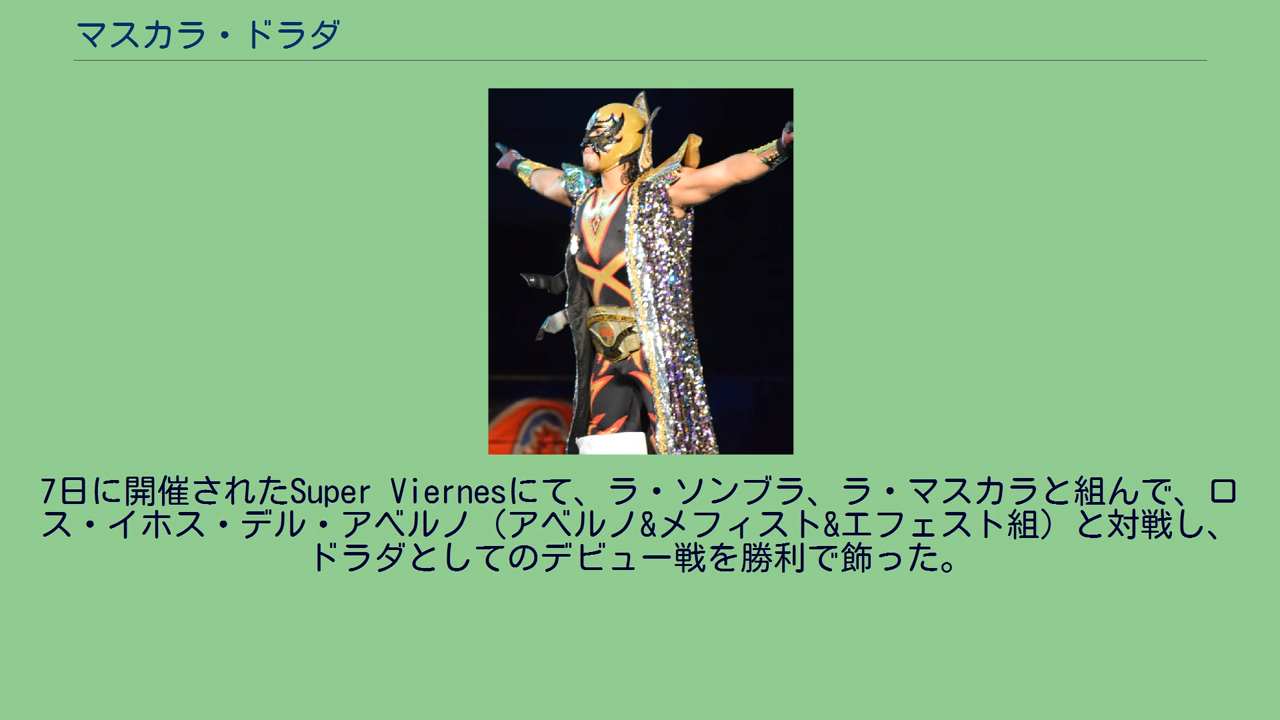 マスカラ・ドラダ
7日に開催されたSuper Viernesにて、ラ・ソンブラ、ラ・マスカラと組んで、ロ
ス・イホス・デル・アベルノ（アベルノ&メフィスト&エフェスト組）と対戦し、
ドラダとしてのデビュー戦を勝利で飾った。